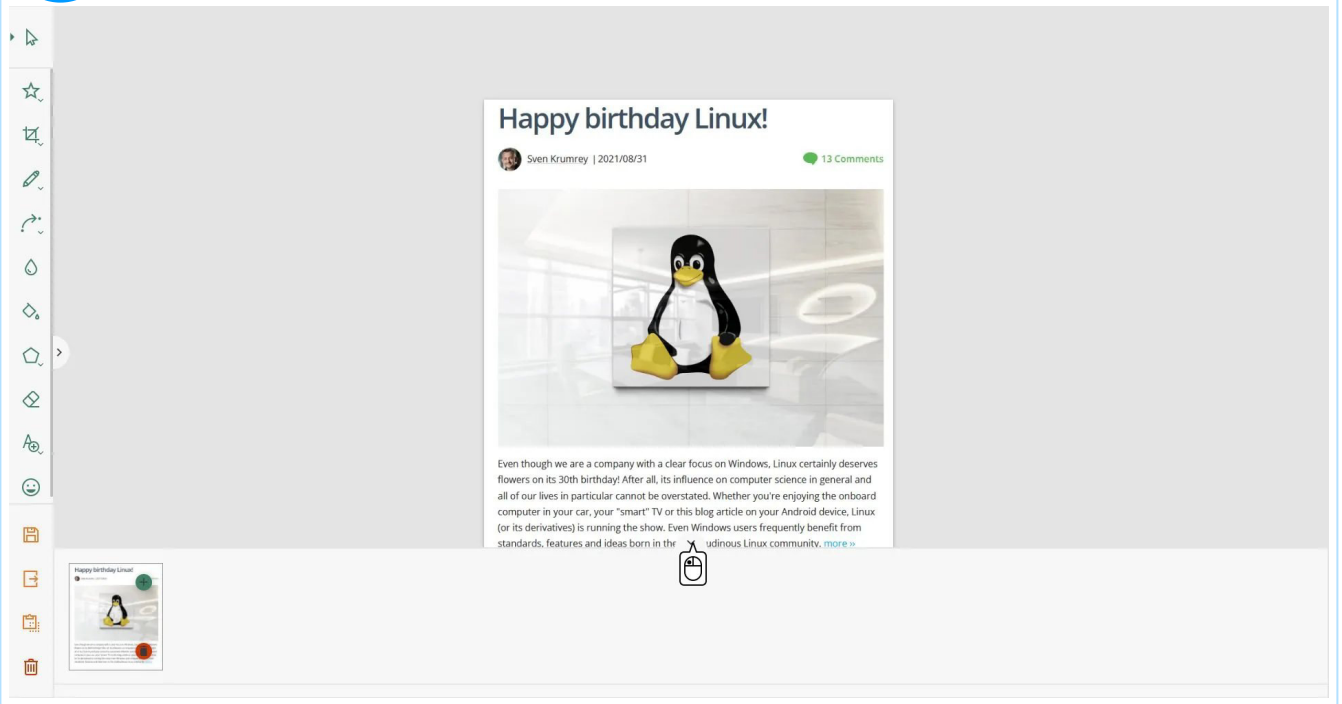 Happy birthday Linux!
Sven Krumrey | 2021/08/31
13 Comments
Even though we are a company with a clear focus on Windows, Linux certainly deserves
flowers on its 30th birthday! After all, its influence on computer science in general and
all of our lives in particular cannot be overstated. Whether you're enjoying the onboard
computer in your car, your "smart" TV or this blog article on your Android device, Linux
(or its derivatives) is running the show. Even Windows users frequently benefit from
standards, features and ideas born in the udinous Linux community. more »
Happy birthday Linux!